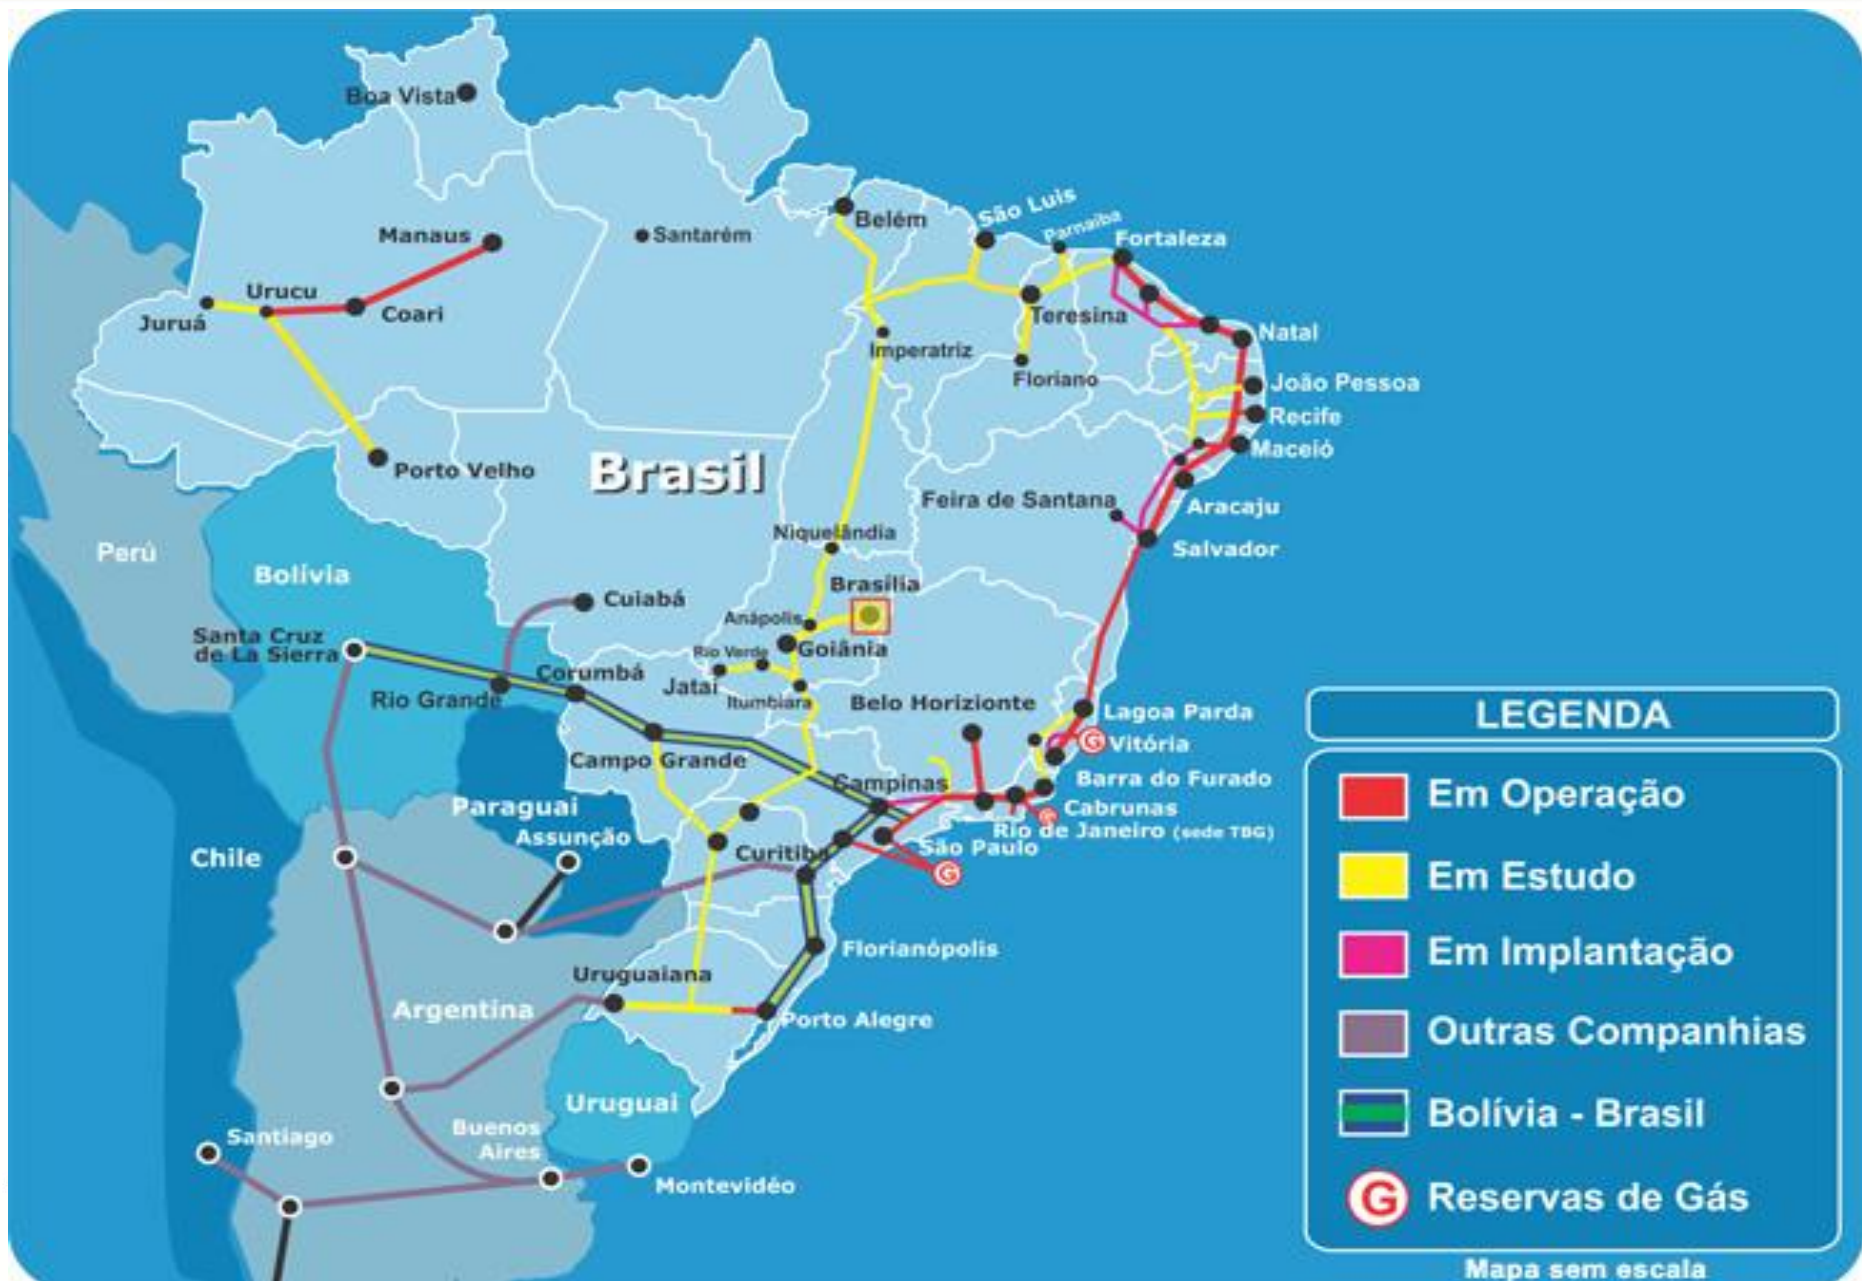 Boa Vista
Manaus
Santarém
Belém
São Luis
Parnaíba
Fortaleza
Juruá
Urucu
Coari
Teresina
Natal
Imperatriz
Floriano
João Pessoa
Recife
Maceió
Porto Velho
Brasil
Feira de Santana
Aracaju
Salvador
Perú
Bolívia
Niquelândia
Brasília
Cuiabá
Anápolis
Goiânia
Santa Cruz
de La Sierra
Rio Verde
Jataí
Itumbiara
Rio Grande
Corumbá
Belo Horizionte
Lagoa Parda
G
Vitória
Campo Grande
Campinas
Barra do Furado
Cabrunas
G
Rio de Janeiro (sede TBG)
São Paulo
G
Paraguai
Assunção
Curitiba
Chile
Florianópolis
Uruguaiana
Argentina
Porto Alegre
Uruguai
Buenos
Aires
Santiago
Montevidéo
LEGENDA
Em Operação
Em Estudo
Em Implantação
Outras Companhias
Bolívia - Brasil
G
Reservas de Gás
Mapa sem escala